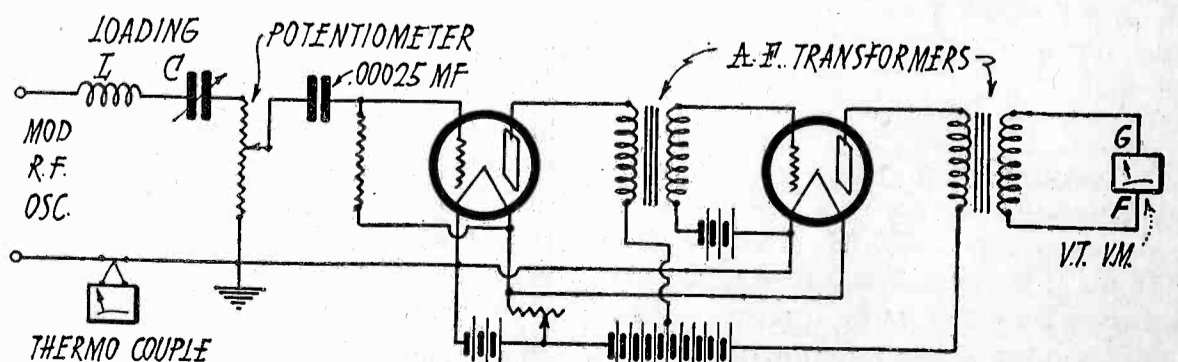 LOADING
L C
POTENTIOMETER
.00025 MF
A.F. TRANSFORMERS
MOD
R.F.
OSC.
G
F
V.T. V.M.
THERMO COUPLE